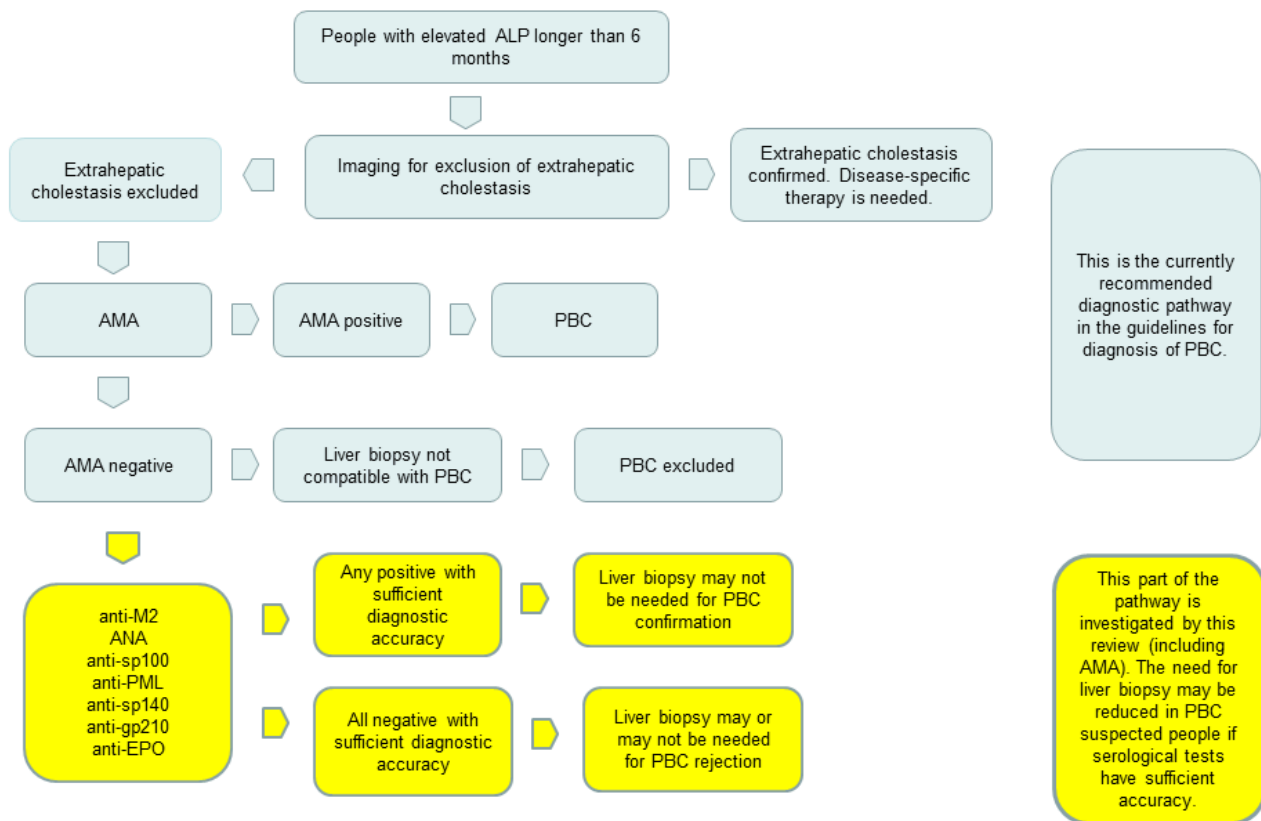 People with elevated ALP longer than 6
months
Extrahepatic
cholestasis excluded
Imaging for exclusion of extrahepatic
cholestasis
Extrahepatic cholestasis
confirmed. Disease-specific
therapy is needed.
AMA
AMA positive
PBC
This is the currently
recommended
diagnostic pathway
in the guidelines for
diagnosis of PBC.
AMA negative
Liver biopsy not
compatible with PBC
PBC excluded
anti-M2
ANA
anti-sp100
anti-PML
anti-sp140
anti-gp210
anti-EPO
Any positive with
sufficient
diagnostic
accuracy
Liver biopsy may not
be needed for PBC
confirmation
All negative with
sufficient diagnostic
accuracy
Liver biopsy may or
may not be needed
for PBC rejection
This part of the
pathway is
investigated by this
review (including
AMA). The need for
liver biopsy may be
reduced in PBC
suspected people if
serological tests
have sufficient
accuracy.